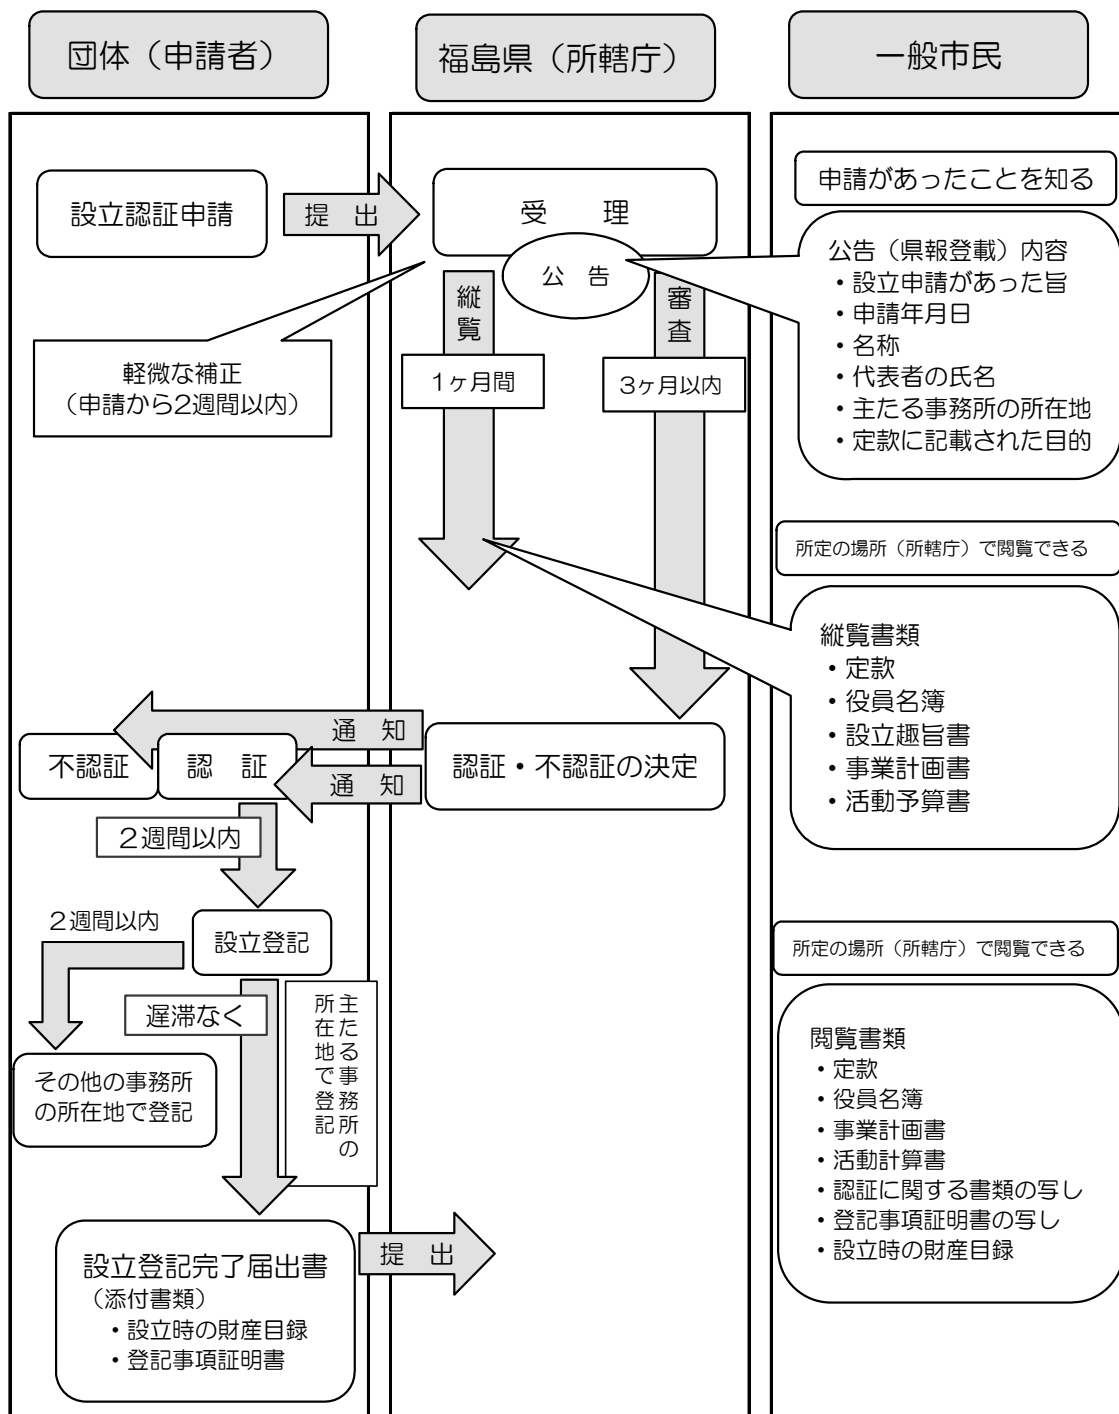 団体（申請者）
福島県（所轄庁）
一般市民
設立認証申請
提　出
受　　理
公　告
縦覧
審査
1ヶ月間
3ヶ月以内
軽微な補正
（申請から2週間以内）
申請があったことを知る
公告（県報登載）内容
・設立申請があった旨
・申請年月日
・名称
・代表者の氏名
・主たる事務所の所在地
・定款に記載された目的
所定の場所（所轄庁）で閲覧できる
縦覧書類
・定款
・役員名簿
・設立趣旨書
・事業計画書
・活動予算書
通　知
通　知
不認証
認　証
認証・不認証の決定
２週間以内
２週間以内
設立登記
遅滞なく
主たる事務所の
所在地で登記
その他の事務所
の所在地で登記
設立登記完了届出書
（添付書類）
・設立時の財産目録
・登記事項証明書
提　出
所定の場所（所轄庁）で閲覧できる
閲覧書類
・定款
・役員名簿
・事業計画書
・活動計算書
・認証に関する書類の写し
・登記事項証明書の写し
・設立時の財産目録